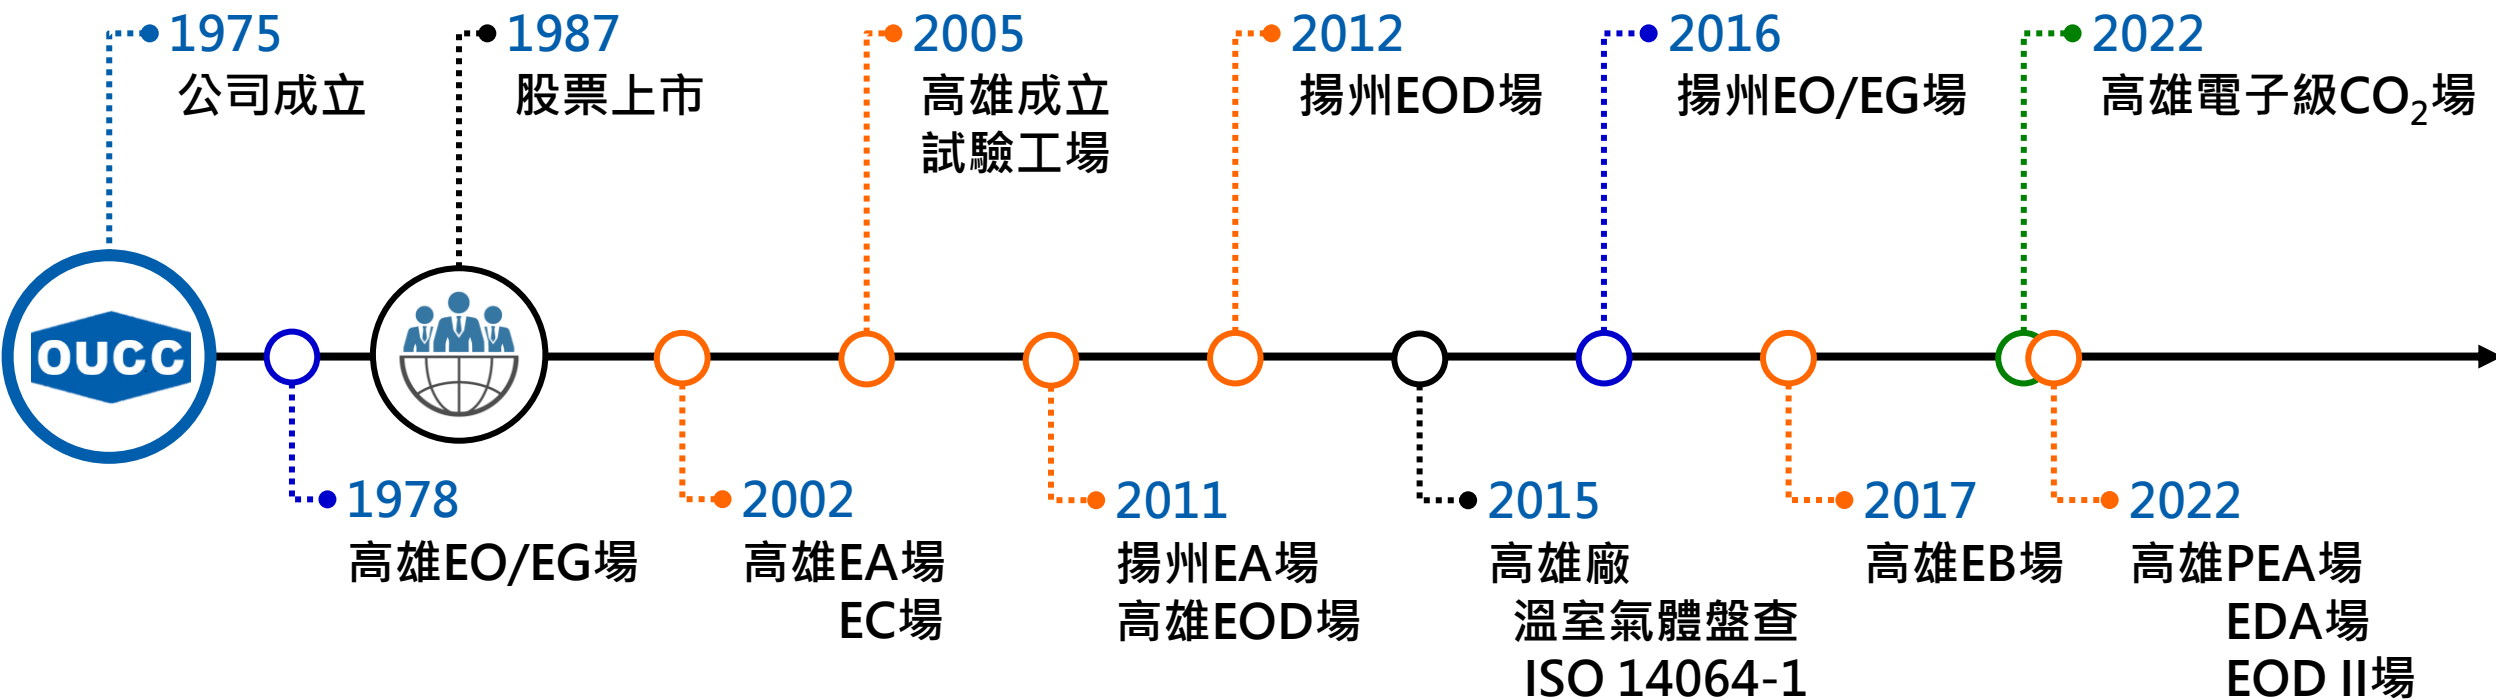 1975
公司成立
1987
股票上市
2005
高雄成立
試驗工場
2012
揚州EOD場
2016
揚州EO/EG場
2022
高雄電子級CO₂場
OUCC
1978
高雄EO/EG場
2002
高雄EA場
EC場
2011
揚州EA場
高雄EOD場
2015
高雄廠
溫室氣體盤查
ISO 14064-1
2017
高雄EB場
2022
高雄PEA場
EDA場
EOD II場